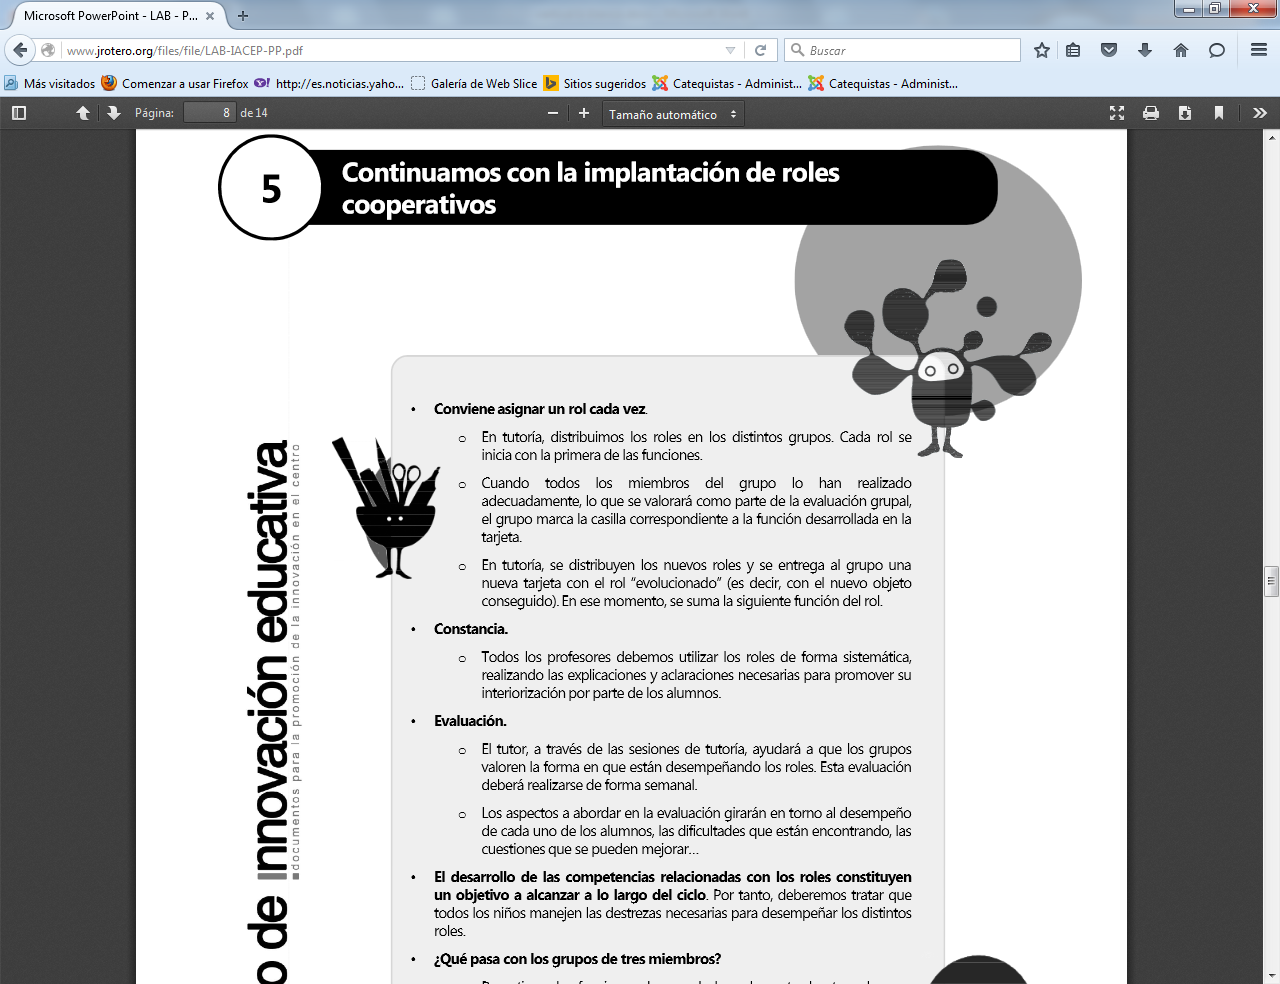 Microsoft PowerPoint - LAB - P...
www.jrotero.org/files/file/LAB-IACEP-PP.pdf
Buscar
Más visitados
Comenzar a usar Firefox
http://es.noticias.yaho...
Galería de Web Slice
Sitios sugeridos
Catequistas - Administ...
Catequistas - Administ...
Página:
8
de 14
Tamaño automático
5
Continuamos con la implantación de roles
cooperativos
• Conviene asignar un rol cada vez.
o En tutoría, distribuimos los roles en los distintos grupos. Cada rol se
inicia con la primera de las funciones.
o Cuando todos los miembros del grupo lo han realizado
adecuadamente, lo que se valorará como parte de la evaluación grupal,
el grupo marca la casilla correspondiente a la función desarrollada en la
tarjeta.
o En tutoría, se distribuyen los nuevos roles y se entrega al grupo una
nueva tarjeta con el rol “evolucionado” (es decir, con el nuevo objeto
conseguido). En ese momento, se suma la siguiente función del rol.
• Constancia.
o Todos los profesores debemos utilizar los roles de forma sistemática,
realizando las explicaciones y aclaraciones necesarias para promover su
interiorización por parte de los alumnos.
• Evaluación.
o El tutor, a través de las sesiones de tutoría, ayudará a que los grupos
valoren la forma en que están desempeñando los roles. Esta evaluación
deberá realizarse de forma semanal.
o Los aspectos a abordar en la evaluación girarán en torno al desempeño
de cada uno de los alumnos, las dificultades que están encontrando, las
cuestiones que se pueden mejorar...
• El desarrollo de las competencias relacionadas con los roles constituyen
un objetivo a alcanzar a lo largo del ciclo. Por tanto, deberemos tratar que
todos los niños manejen las destrezas necesarias para desempeñar los distintos
roles.
• ¿Qué pasa con los grupos de tres miembros?
o de innovación educativa
documentos para la promoción de la innovación en el centro